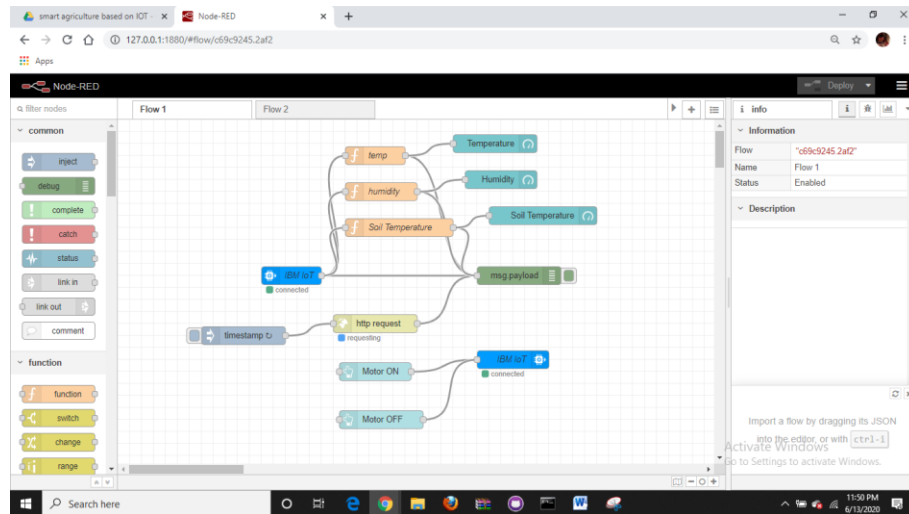 smart agriculture based on IOT -
Node-RED
127.0.0.1:1880/#flow/c69c9245.2af2
Apps
Node-RED
Deploy
filter nodes
Flow 1
Flow 2
i info
common
inject
debug
complete
catch
status
link in
link out
comment
function
function
switch
change
range
temp
humidity
Soil Temperature
Temperature
Humidity
Soil Temperature
IBM IoT
connected
msg.payload
timestamp
http request
requesting
Motor ON
Motor OFF
IBM IoT
connected
Information
Flow
"c69c9245.2af2"
Name
Flow 1
Status
Enabled
Description
Import a flow by dragging its JSON
into the editor, or with ctrl-i
Activate Windows
Go to Settings to activate Windows.
Search here
11:50 PM
6/13/2020